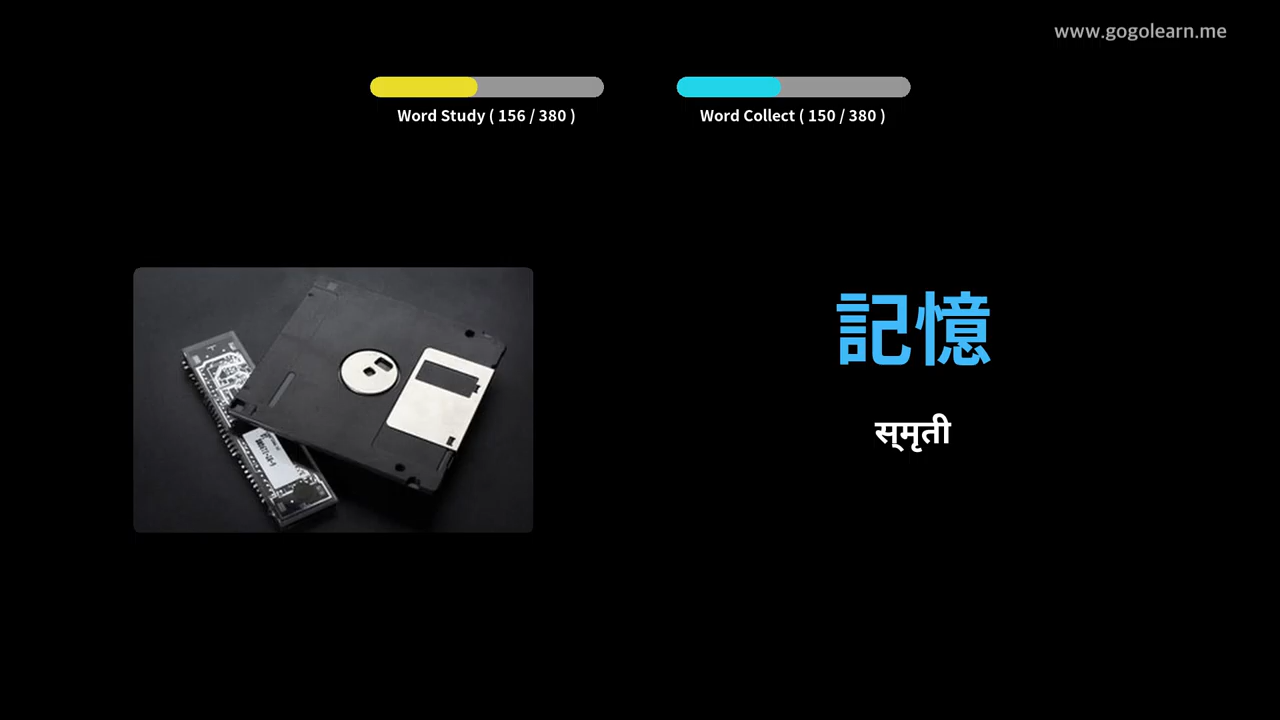 www.gogolearn.me
Word Study ( 156 / 380 )
Word Collect ( 150 / 380 )
記憶
स्मृती